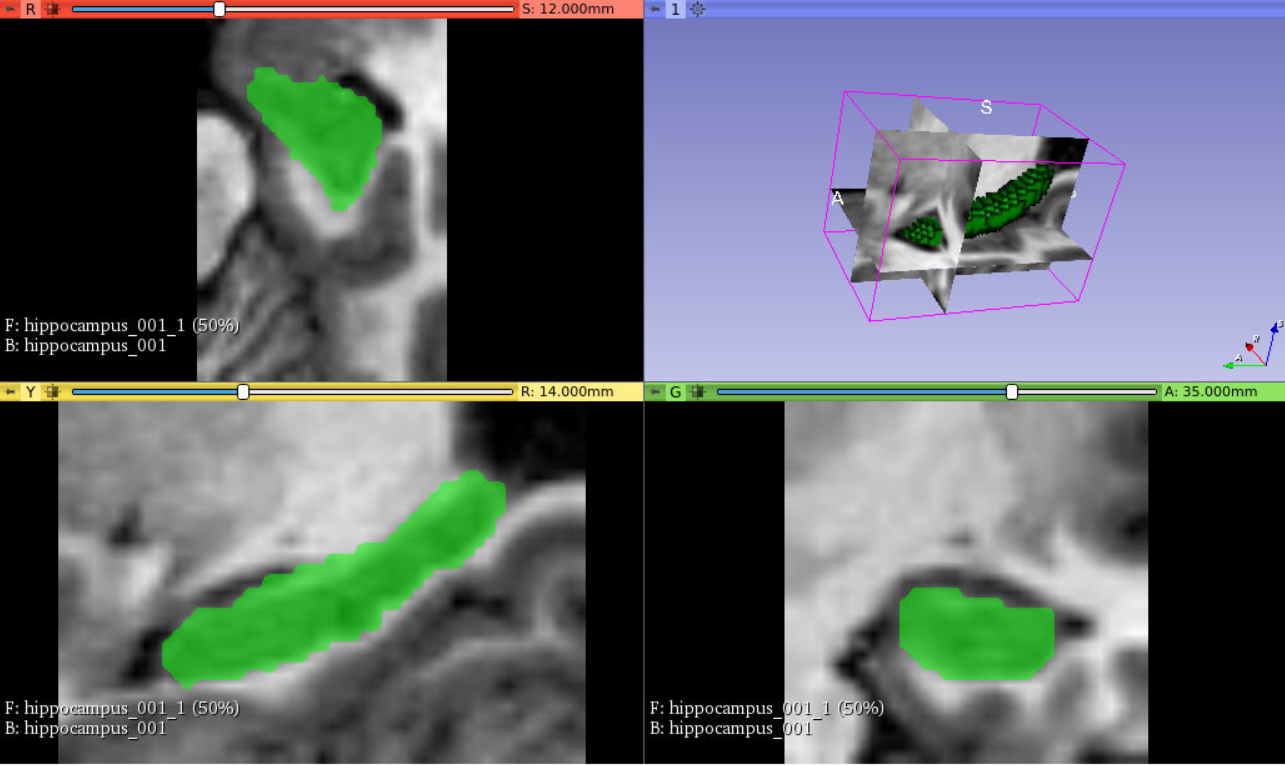 R S: 12.000mm
F: hippocampus_001_1 (50%)
B: hippocampus_001
1
S
A
A
R
S
Y R: 14.000mm
F: hippocampus_001_1 (50%)
B: hippocampus_001
G A: 35.000mm
F: hippocampus_001_1 (50%)
B: hippocampus_001